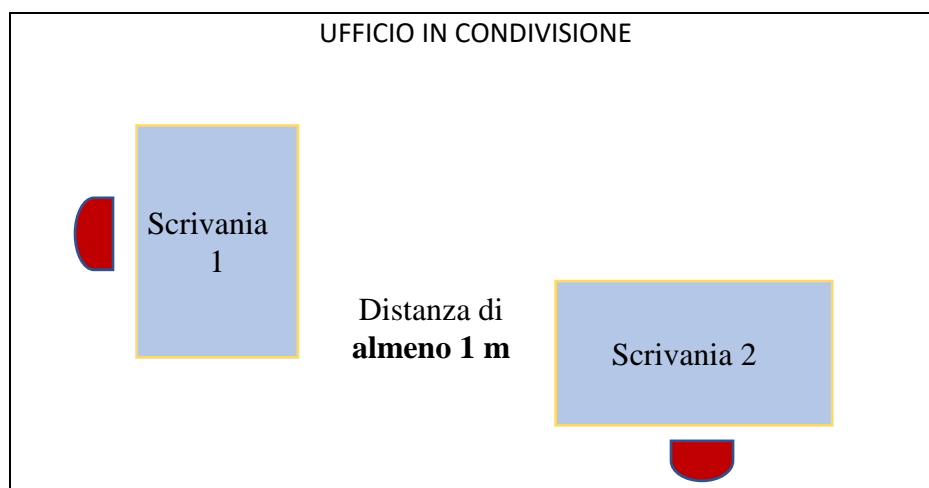 UFFICIO IN CONDIVISIONE
Scrivania
1
Distanza di
almeno 1 m
Scrivania 2